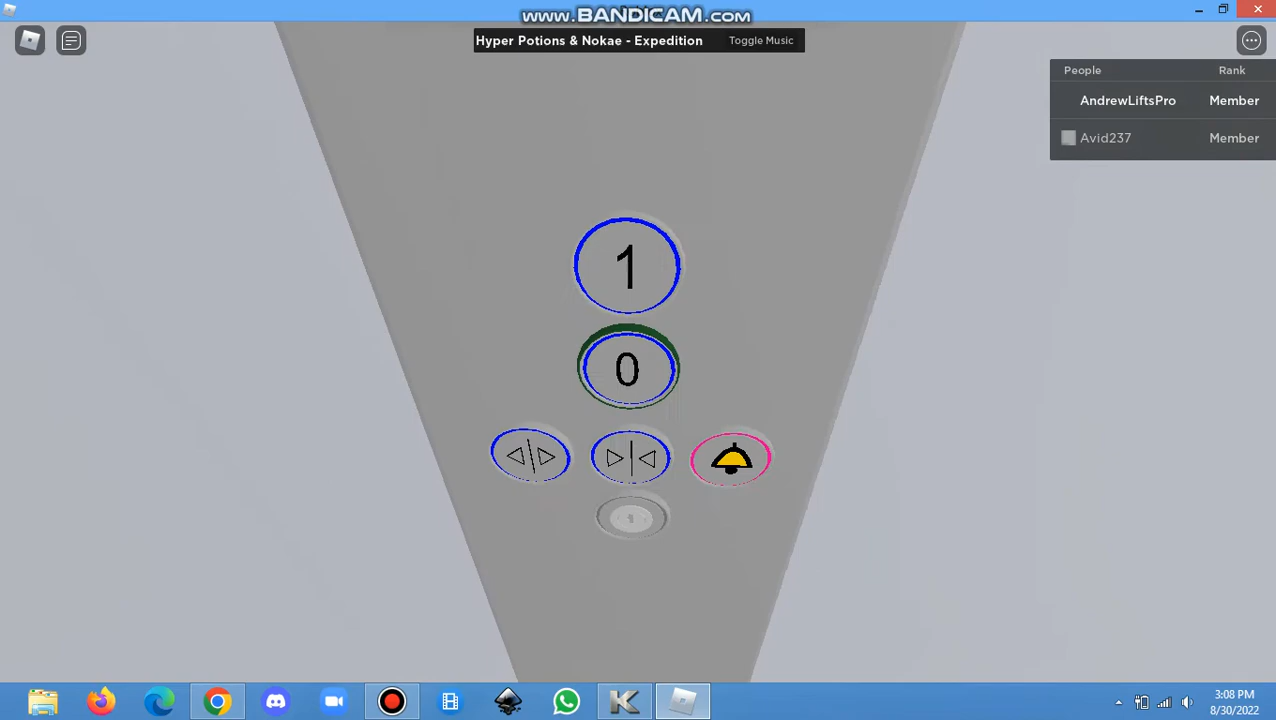 www.BANDICAM.com
Hyper Potions & Nokae - Expedition Toggle Music
People Rank
AndrewLiftsPro Member
Avid237 Member
1
0
3:08 PM
8/30/2022